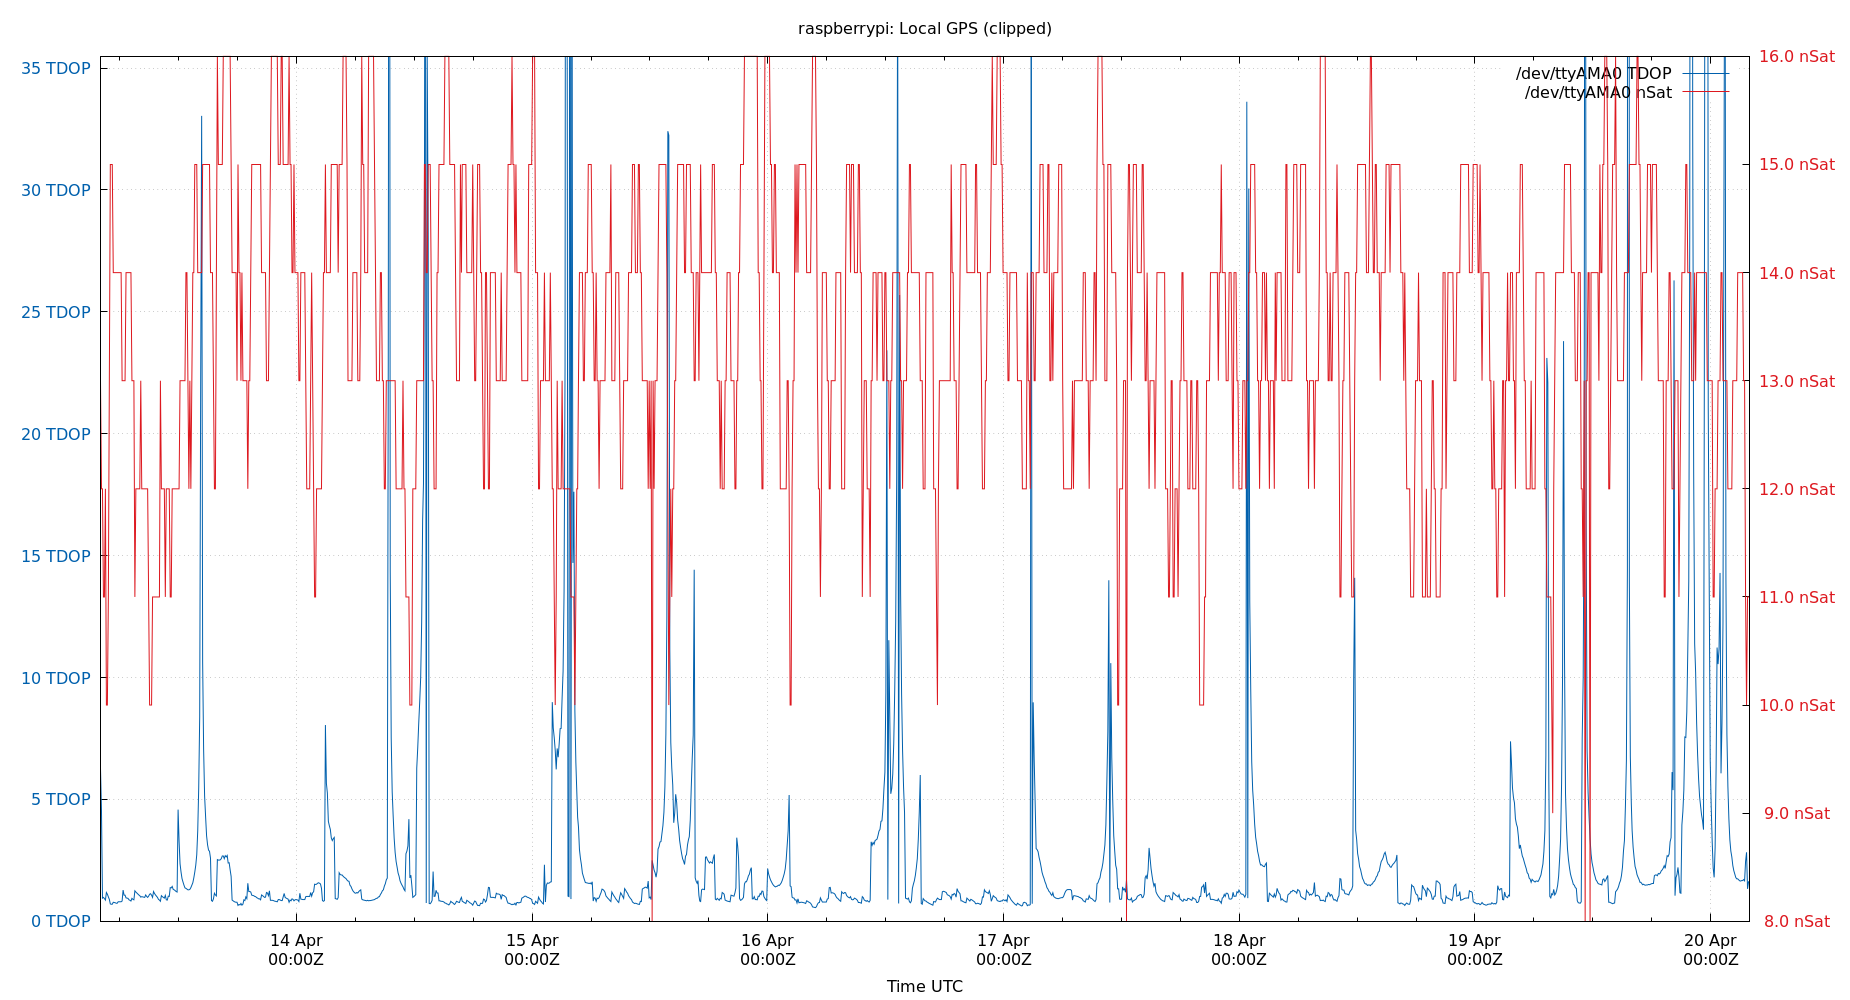 raspberrypi: Local GPS (clipped)
35 TDOP
30 TDOP
25 TDOP
20 TDOP
15 TDOP
10 TDOP
5 TDOP
0 TDOP
16.0 nSat
15.0 nSat
14.0 nSat
13.0 nSat
12.0 nSat
11.0 nSat
10.0 nSat
9.0 nSat
8.0 nSat
/dev/ttyAMA0 TDOP
/dev/ttyAMA0 nSat
14 Apr
00:00Z
15 Apr
00:00Z
16 Apr
00:00Z
17 Apr
00:00Z
18 Apr
00:00Z
19 Apr
00:00Z
20 Apr
00:00Z
Time UTC